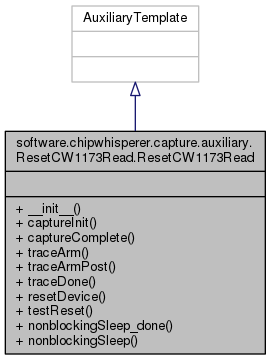 AuxiliaryTemplate
software.chipwhisperer.capture.auxiliary.
ResetCW1173Read.ResetCW1173Read
+ __init__()
+ captureInit()
+ captureComplete()
+ traceArm()
+ traceArmPost()
+ traceDone()
+ resetDevice()
+ testReset()
+ nonblockingSleep_done()
+ nonblockingSleep()